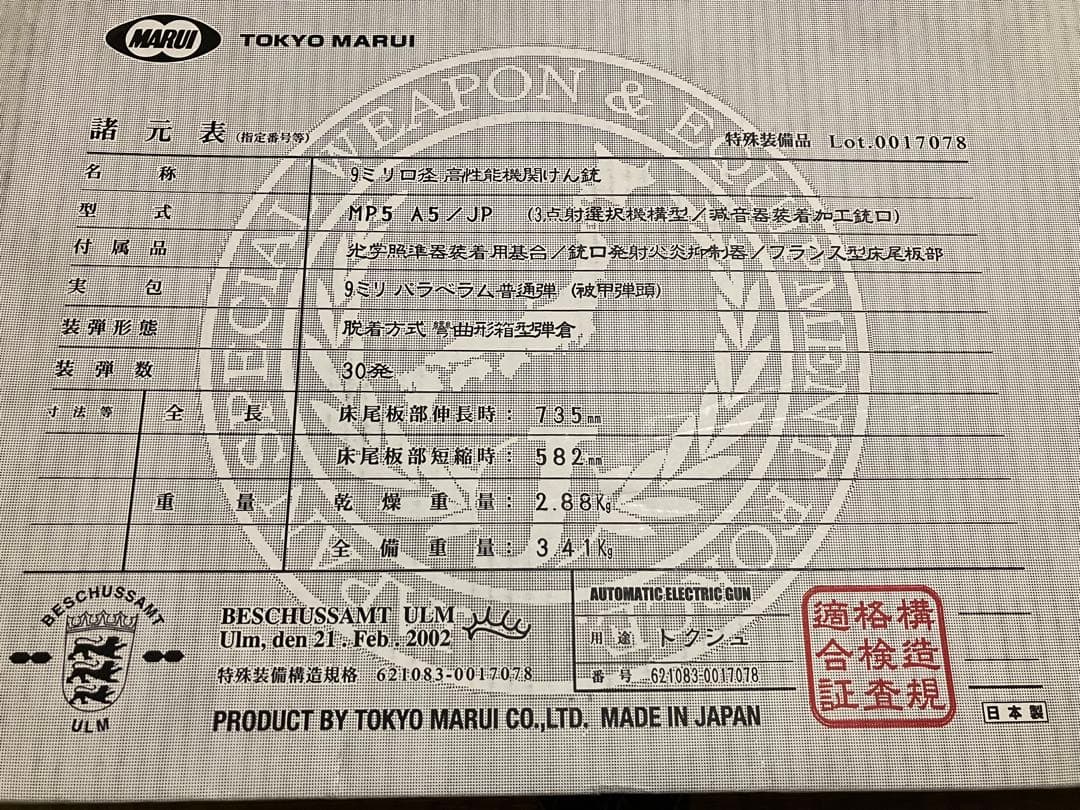 MARUI TOKYO MARUI
SPECIAL WEAPON & EQUIPMENT FOR
諸元表 (指定番号等) 特殊装備品 Lot.0017078
名称 9ミリ口径 高性能機関けん銃
型式 MP5 A5/JP (3点射選択機構型/減音器装着加工銃口)
付属品 光学照準器装着用基台/銃口発射火炎抑制器/フランス型床尾板部
実包 9ミリ パラベラム普通弾 (被甲弾頭)
装弾形態 脱着方式 彎曲形箱型弾倉
装弾数 30発
寸法等 全長 床尾板部伸長時: 735mm
床尾板部短縮時: 582mm
重量 乾燥重量: 2.88Kg
全備重量: 3.41Kg
BESCHUSSAMT
ULM
BESCHUSSAMT ULM
Ulm, den 21. Feb. 2002
特殊装備構造規格 621083-0017078
AUTOMATIC ELECTRIC GUN
用途 トクシュ
番号 621083-0017078
構造規
格検査
適合証
PRODUCT BY TOKYO MARUI CO.,LTD. MADE IN JAPAN
日本製